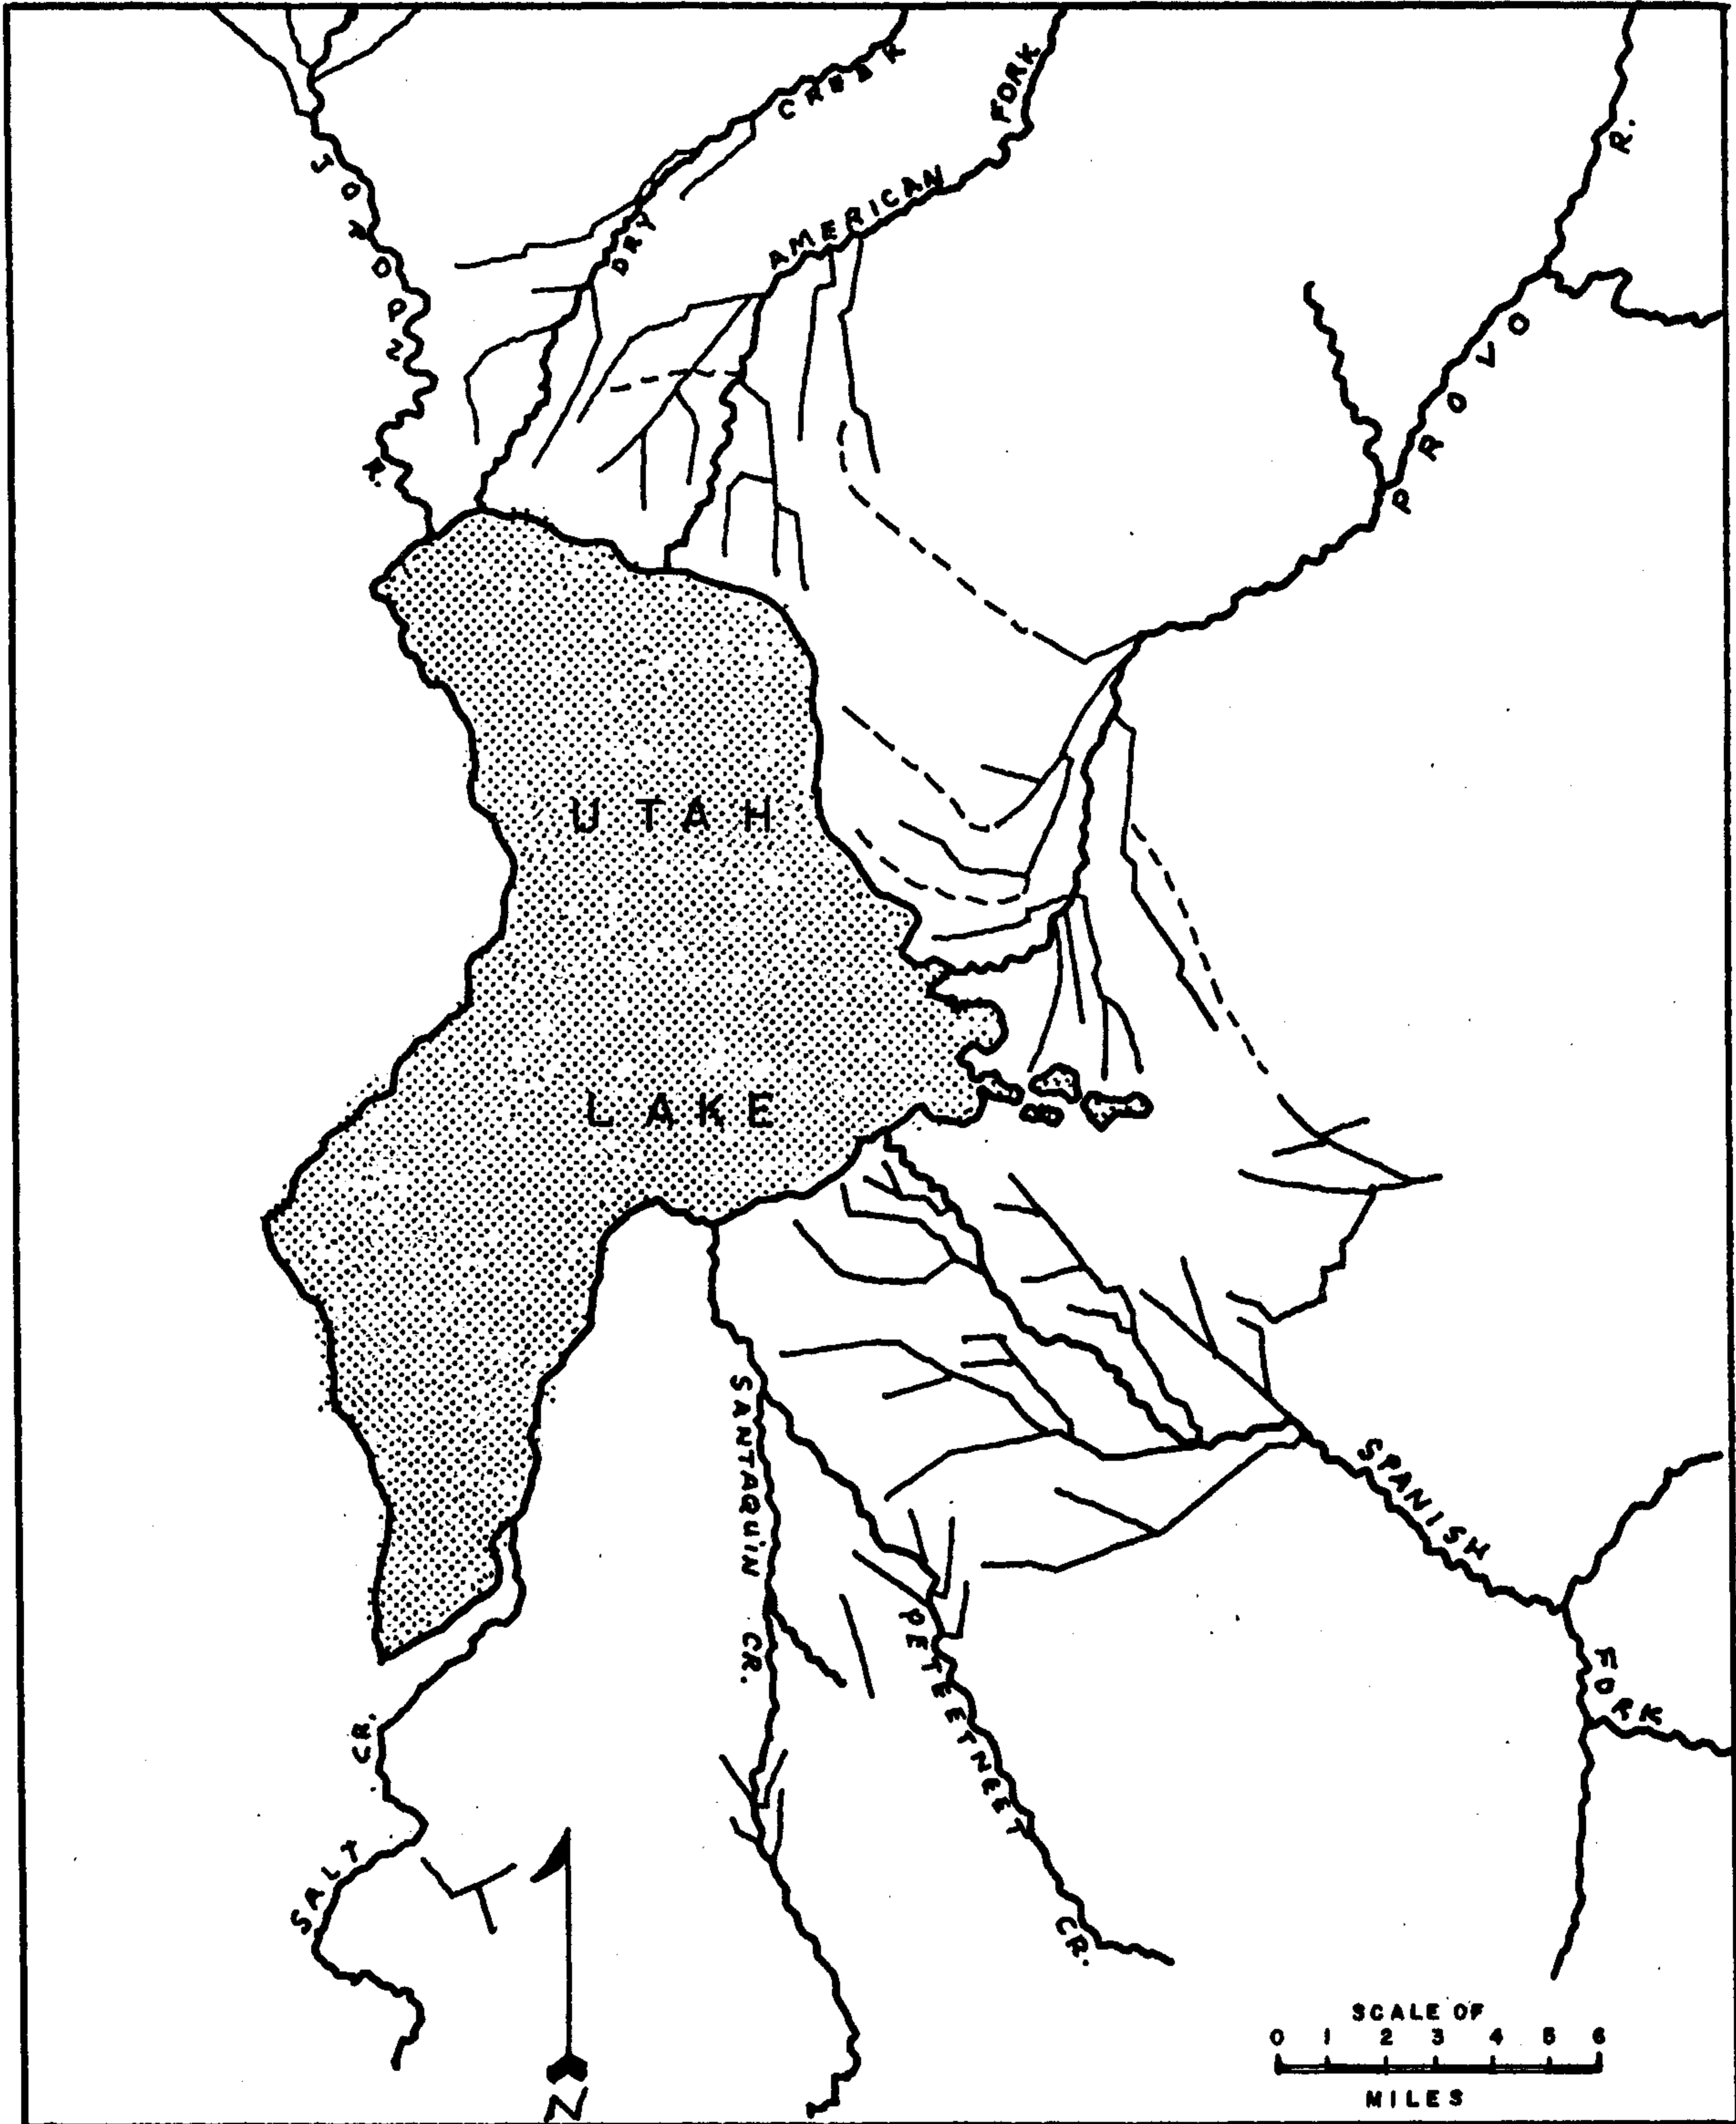 JORDAN R.
DRY CREEK
AMERICAN FORK
PROVO R.
UTAH
LAKE
SPANISH FORK
SANTAQUIN CR.
PETEETNEET CR.
SALT CR.
N
SCALE OF
0 1 2 3 4 5 6
MILES